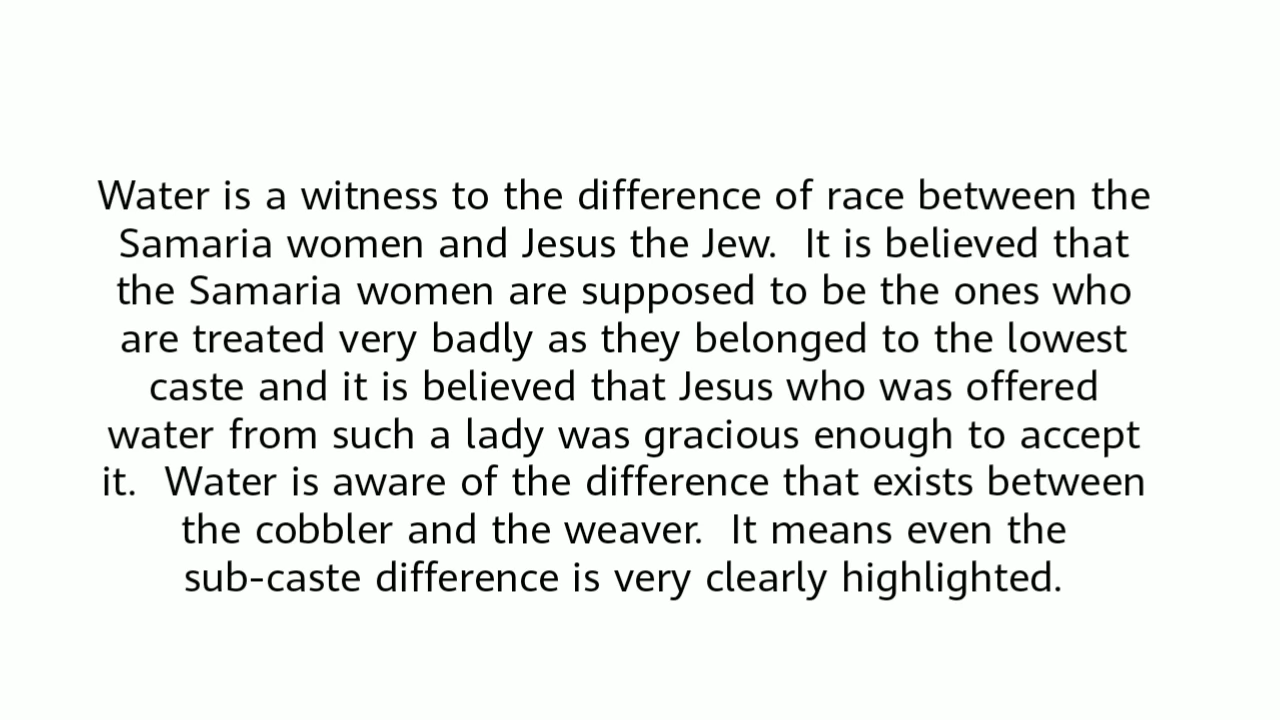 Water is a witness to the difference of race between the
Samaria women and Jesus the Jew.  It is believed that
the Samaria women are supposed to be the ones who
are treated very badly as they belonged to the lowest
caste and it is believed that Jesus who was offered
water from such a lady was gracious enough to accept
it.  Water is aware of the difference that exists between
the cobbler and the weaver.  It means even the
sub-caste difference is very clearly highlighted.